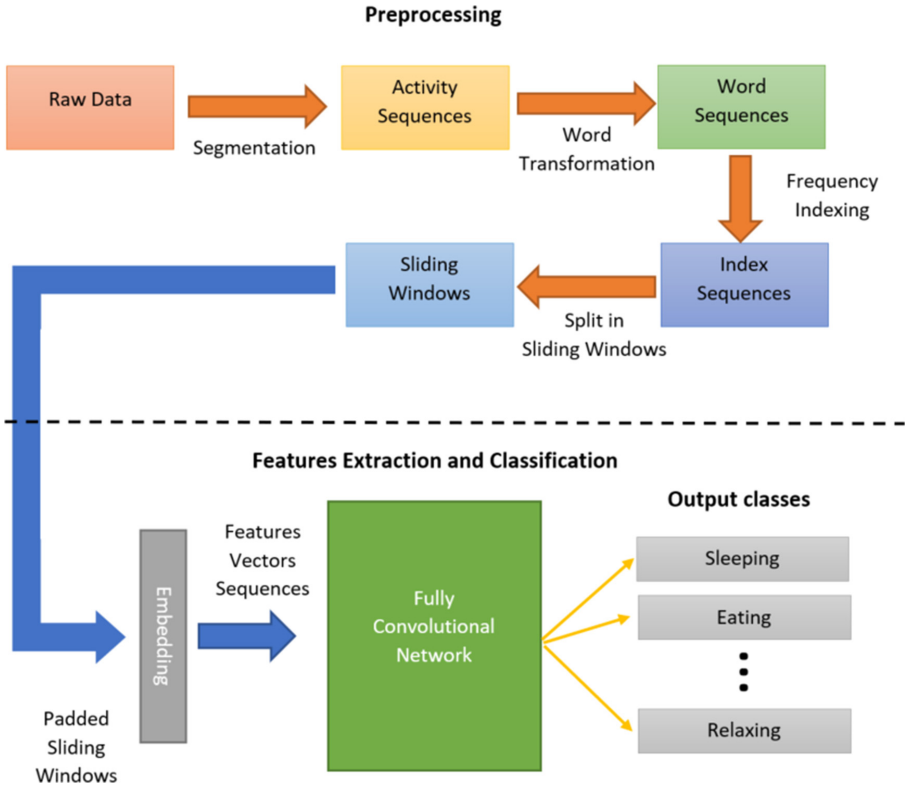 Preprocessing
Raw Data
Segmentation
Activity
Sequences
Word
Transformation
Word
Sequences
Frequency
Indexing
Index
Sequences
Split in
Sliding Windows
Sliding
Windows
Features Extraction and Classification
Padded
Sliding
Windows
Embedding
Features
Vectors
Sequences
Fully
Convolutional
Network
Output classes
Sleeping
Eating
Relaxing